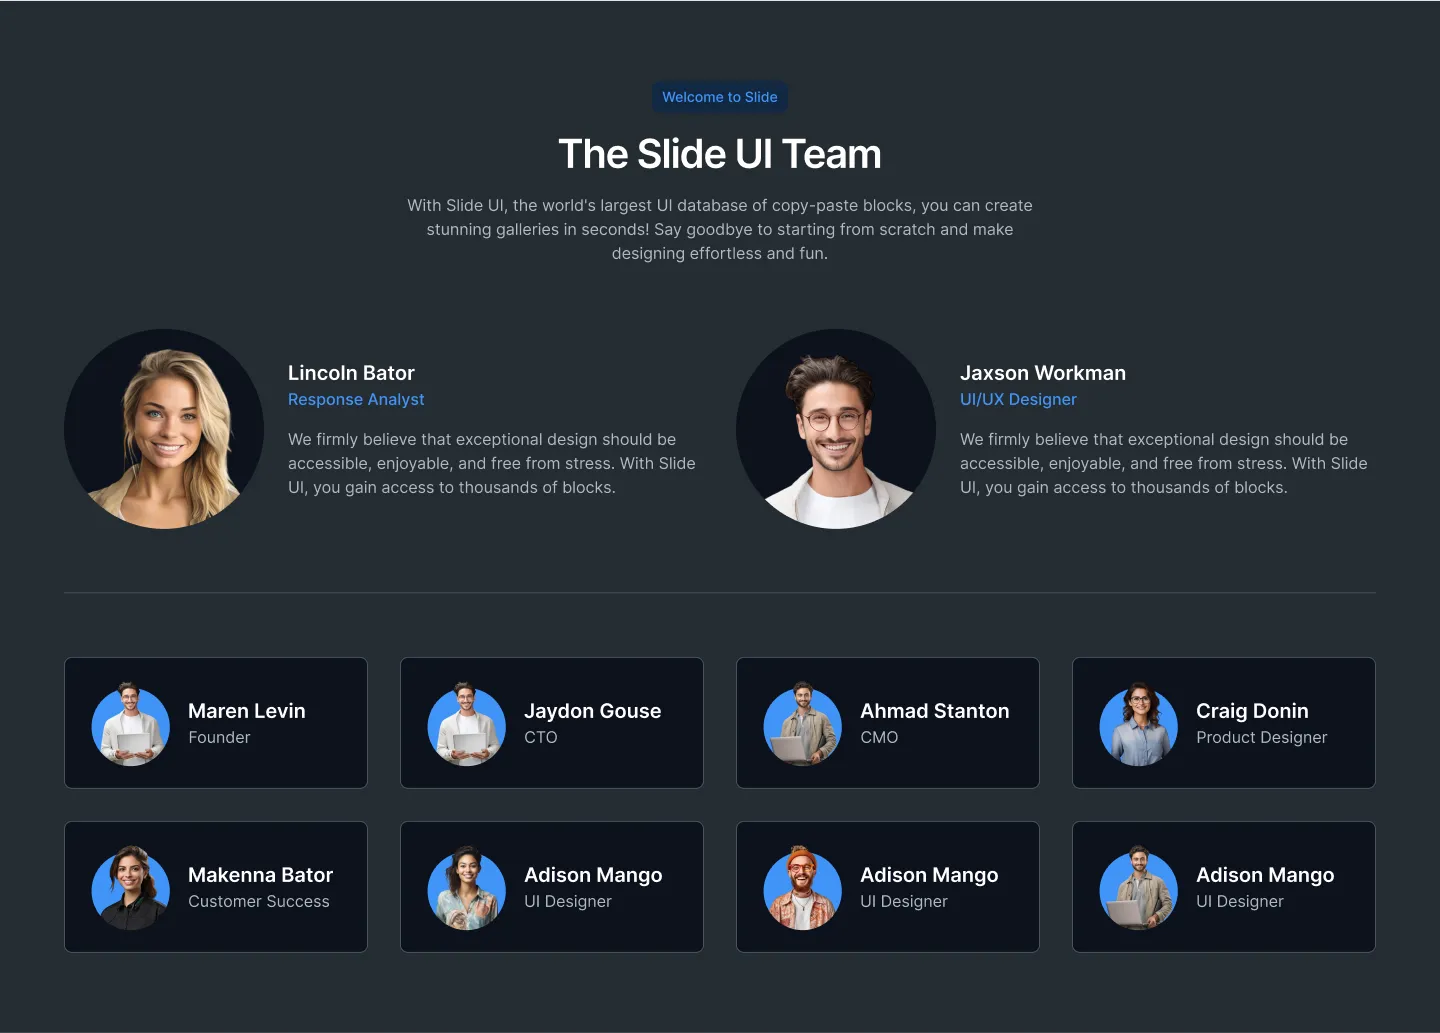 Welcome to Slide
The Slide UI Team
With Slide UI, the world's largest UI database of copy-paste blocks, you can create
stunning galleries in seconds! Say goodbye to starting from scratch and make
designing effortless and fun.
Lincoln Bator
Response Analyst
We firmly believe that exceptional design should be
accessible, enjoyable, and free from stress. With Slide
UI, you gain access to thousands of blocks.
Jaxson Workman
UI/UX Designer
We firmly believe that exceptional design should be
accessible, enjoyable, and free from stress. With Slide
UI, you gain access to thousands of blocks.
Maren Levin
Founder
Jaydon Gouse
CTO
Ahmad Stanton
CMO
Craig Donin
Product Designer
Makenna Bator
Customer Success
Adison Mango
UI Designer
Adison Mango
UI Designer
Adison Mango
UI Designer